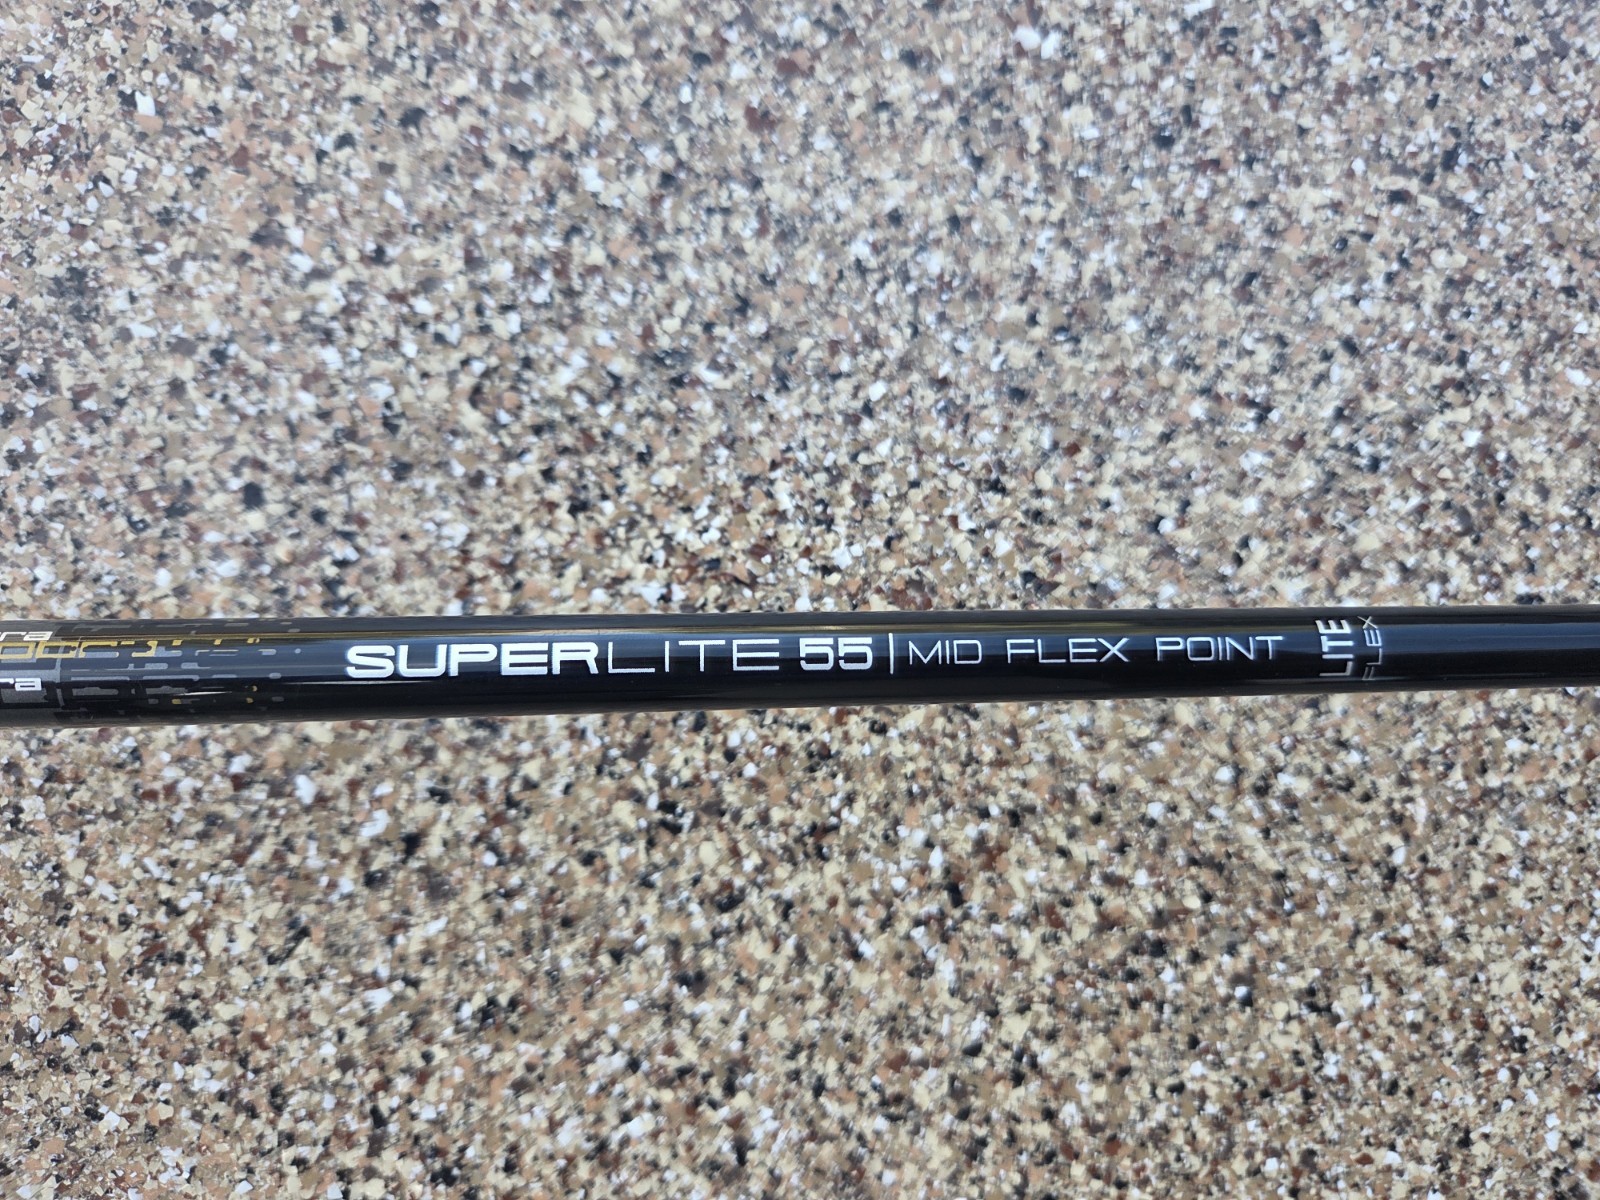 SUPERLITE 55 | MID FLEX POINT
LITE
FLEX